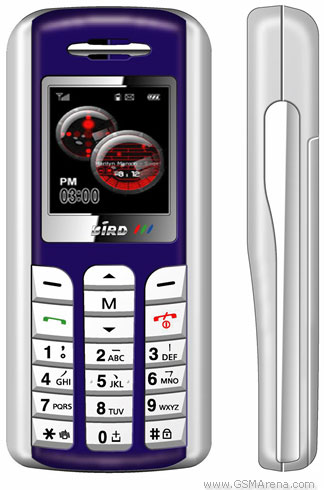 PM
03:00
BIRD
M
1
2 ABC
3 DEF
4 GHI
5 JKL
6 MNO
7 PQRS
8 TUV
9 WXYZ
*
0
#
www.GSMArena.com